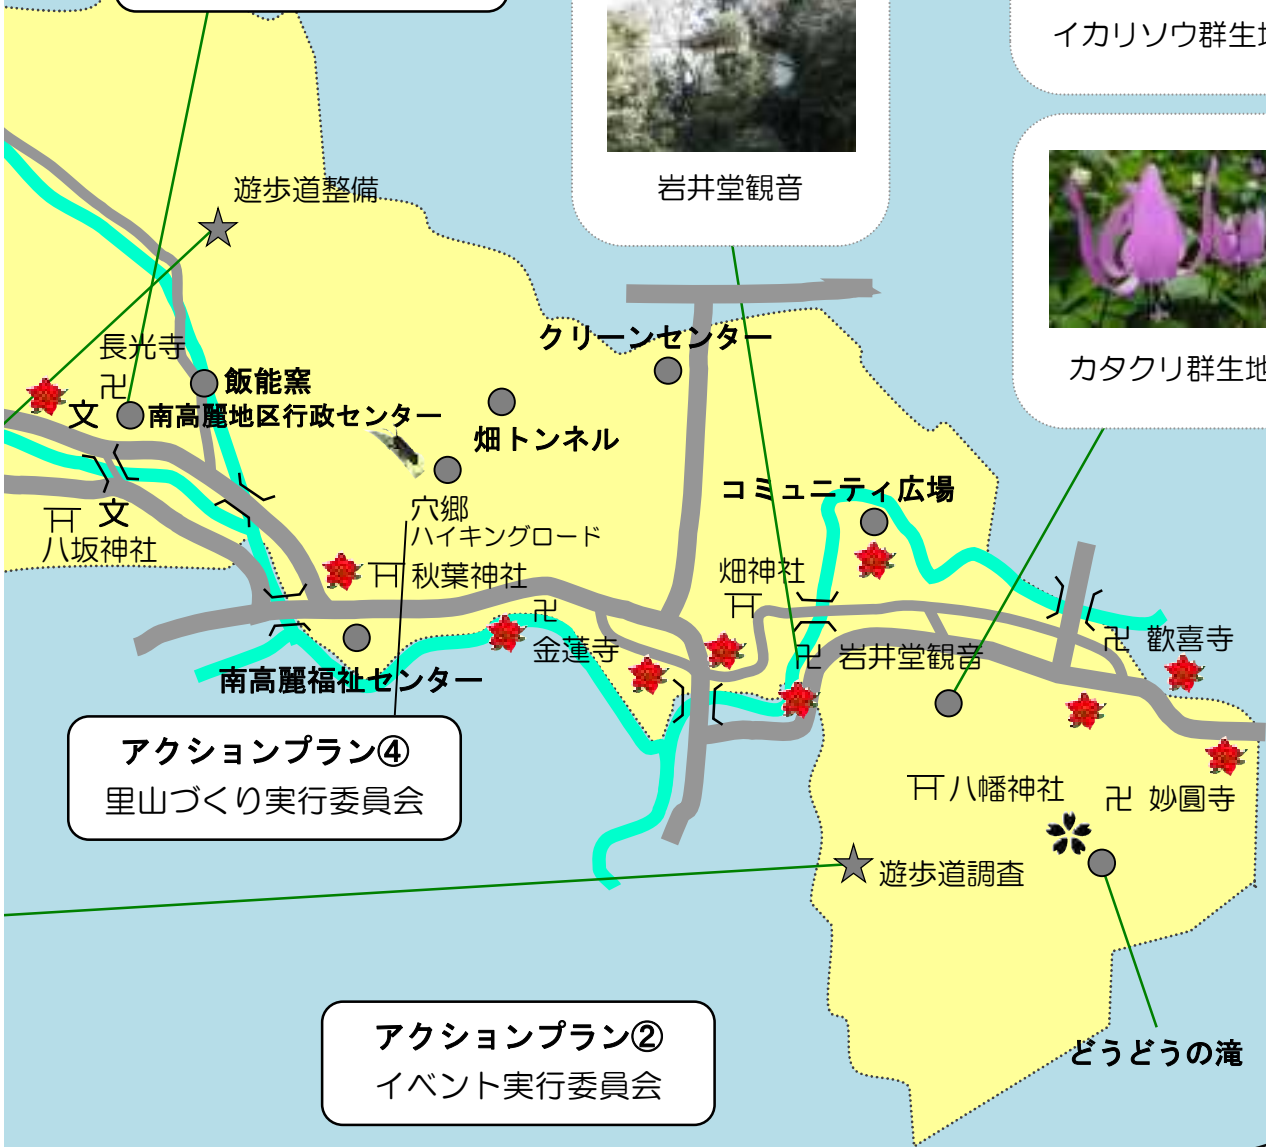 イカリソウ群生地
岩井堂観音
遊歩道整備
カタクリ群生地
クリーンセンター
長光寺
卍
飯能窯
文
南高麗地区行政センター
畑トンネル
コミュニティ広場
穴郷
ハイキングロード
文
八坂神社
秋葉神社
畑神社
卍
金蓮寺
卍 岩井堂観音
卍 歡喜寺
南高麗福祉センター
アクションプラン④
里山づくり実行委員会
八幡神社
卍 妙圓寺
遊歩道調査
アクションプラン②
イベント実行委員会
どうどうの滝